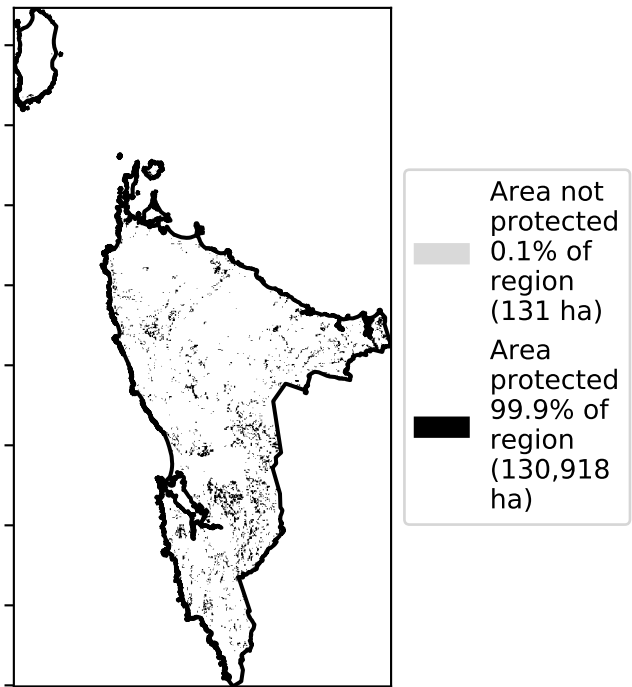 Area not
protected
0.1% of
region
(131 ha)
Area
protected
99.9% of
region
(130,918
ha)